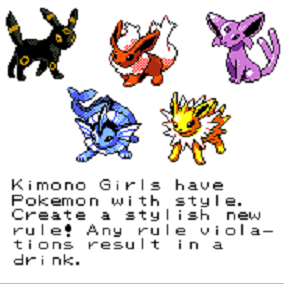 Kimono Girls have
Pokemon with style.
Create a stylish new
rule! Any rule viola-
tions result in a
drink.